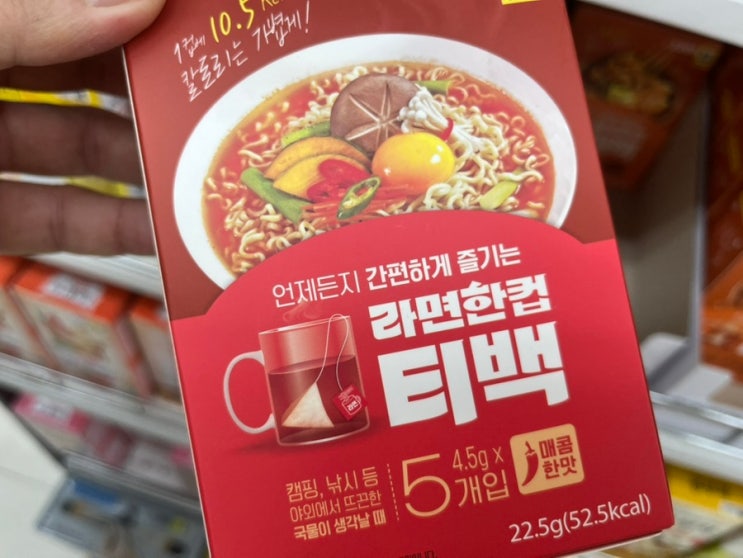 1컵에 10.5 Kcal
칼로리는 가볍게!
언제든지 간편하게 즐기는
라면한컵
티백
라면
캠핑, 낚시 등
야외에서 뜨끈한
국물이 생각날 때
5
4.5g x
개입
매콤
한맛
22.5g(52.5kcal)